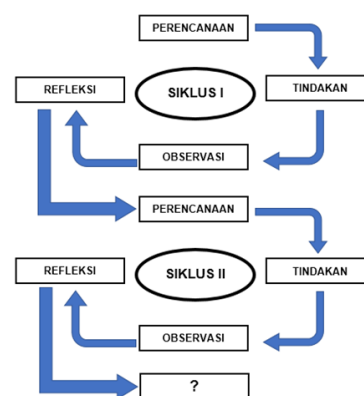 PERENCANAAN
REFLEKSI
SIKLUS I
TINDAKAN
OBSERVASI
PERENCANAAN
REFLEKSI
SIKLUS II
TINDAKAN
OBSERVASI
?